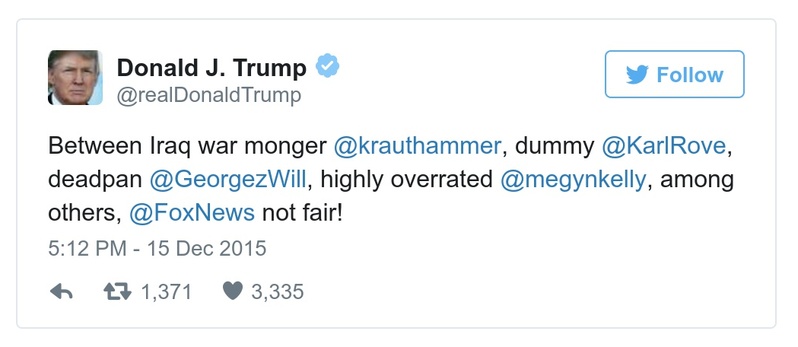 Donald J. Trump
@realDonaldTrump
Follow
Between Iraq war monger @krauthammer, dummy @KarlRove,
deadpan @GeorgezWill, highly overrated @megynkelly, among
others, @FoxNews not fair!
5:12 PM - 15 Dec 2015
1,371 3,335